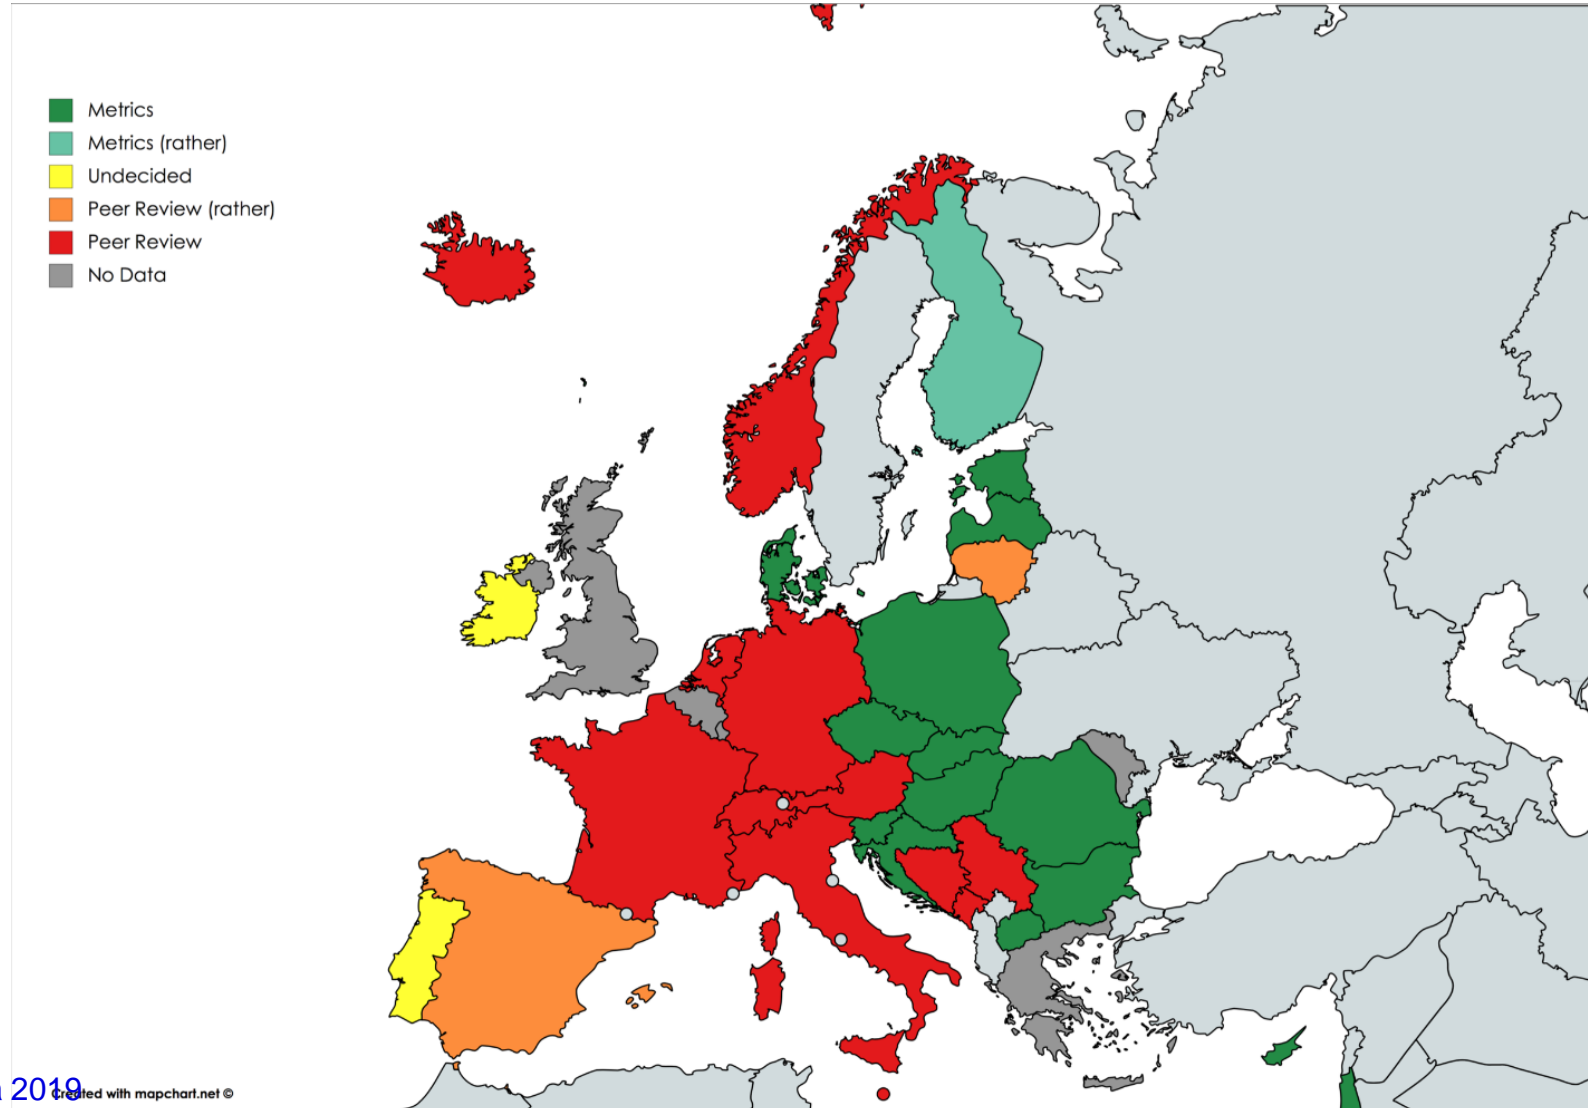 Metrics
Metrics (rather)
Undecided
Peer Review (rather)
Peer Review
No Data
2019
Created with mapchart.net ©